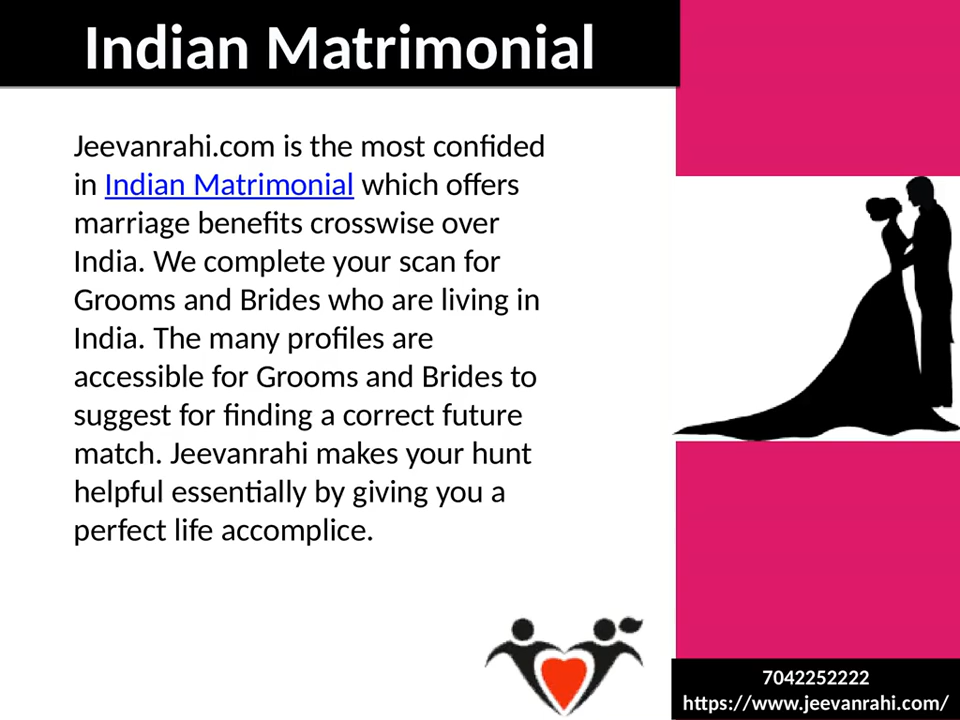 Indian Matrimonial
Jeevanrahi.com is the most confided
in Indian Matrimonial which offers
marriage benefits crosswise over
India. We complete your scan for
Grooms and Brides who are living in
India. The many profiles are
accessible for Grooms and Brides to
suggest for finding a correct future
match. Jeevanrahi makes your hunt
helpful essentially by giving you a
perfect life accomplice.
7042252222
https://www.jeevanrahi.com/